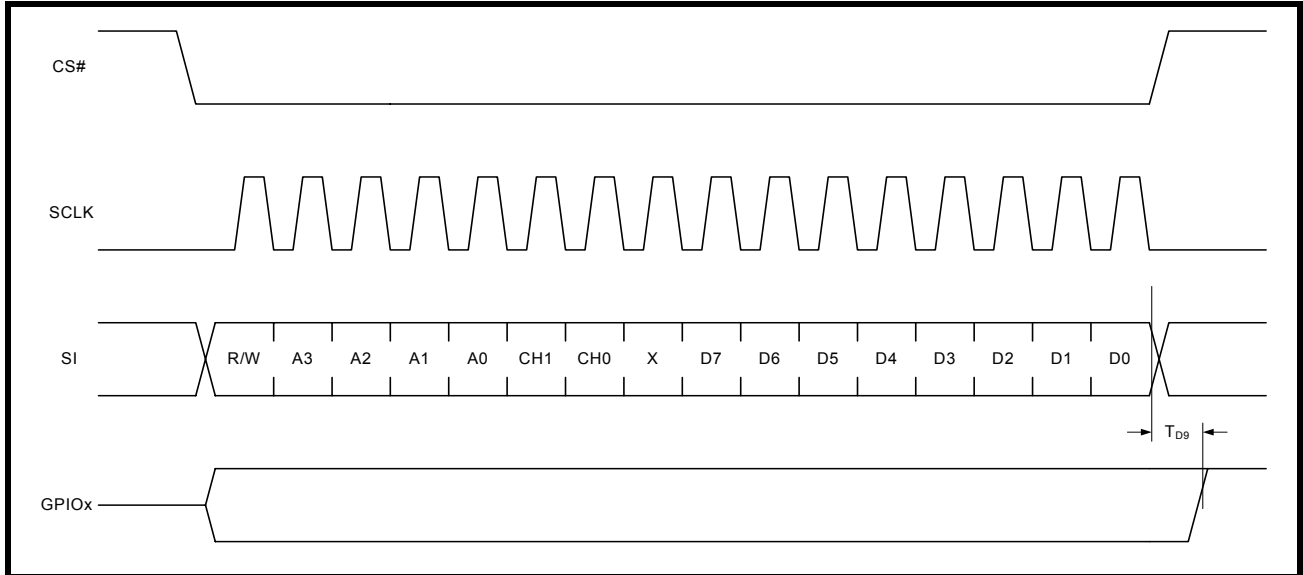 CS#
SCLK
SI R/W A3 A2 A1 A0 CH1 CH0 X D7 D6 D5 D4 D3 D2 D1 D0
TD9
GPIOx